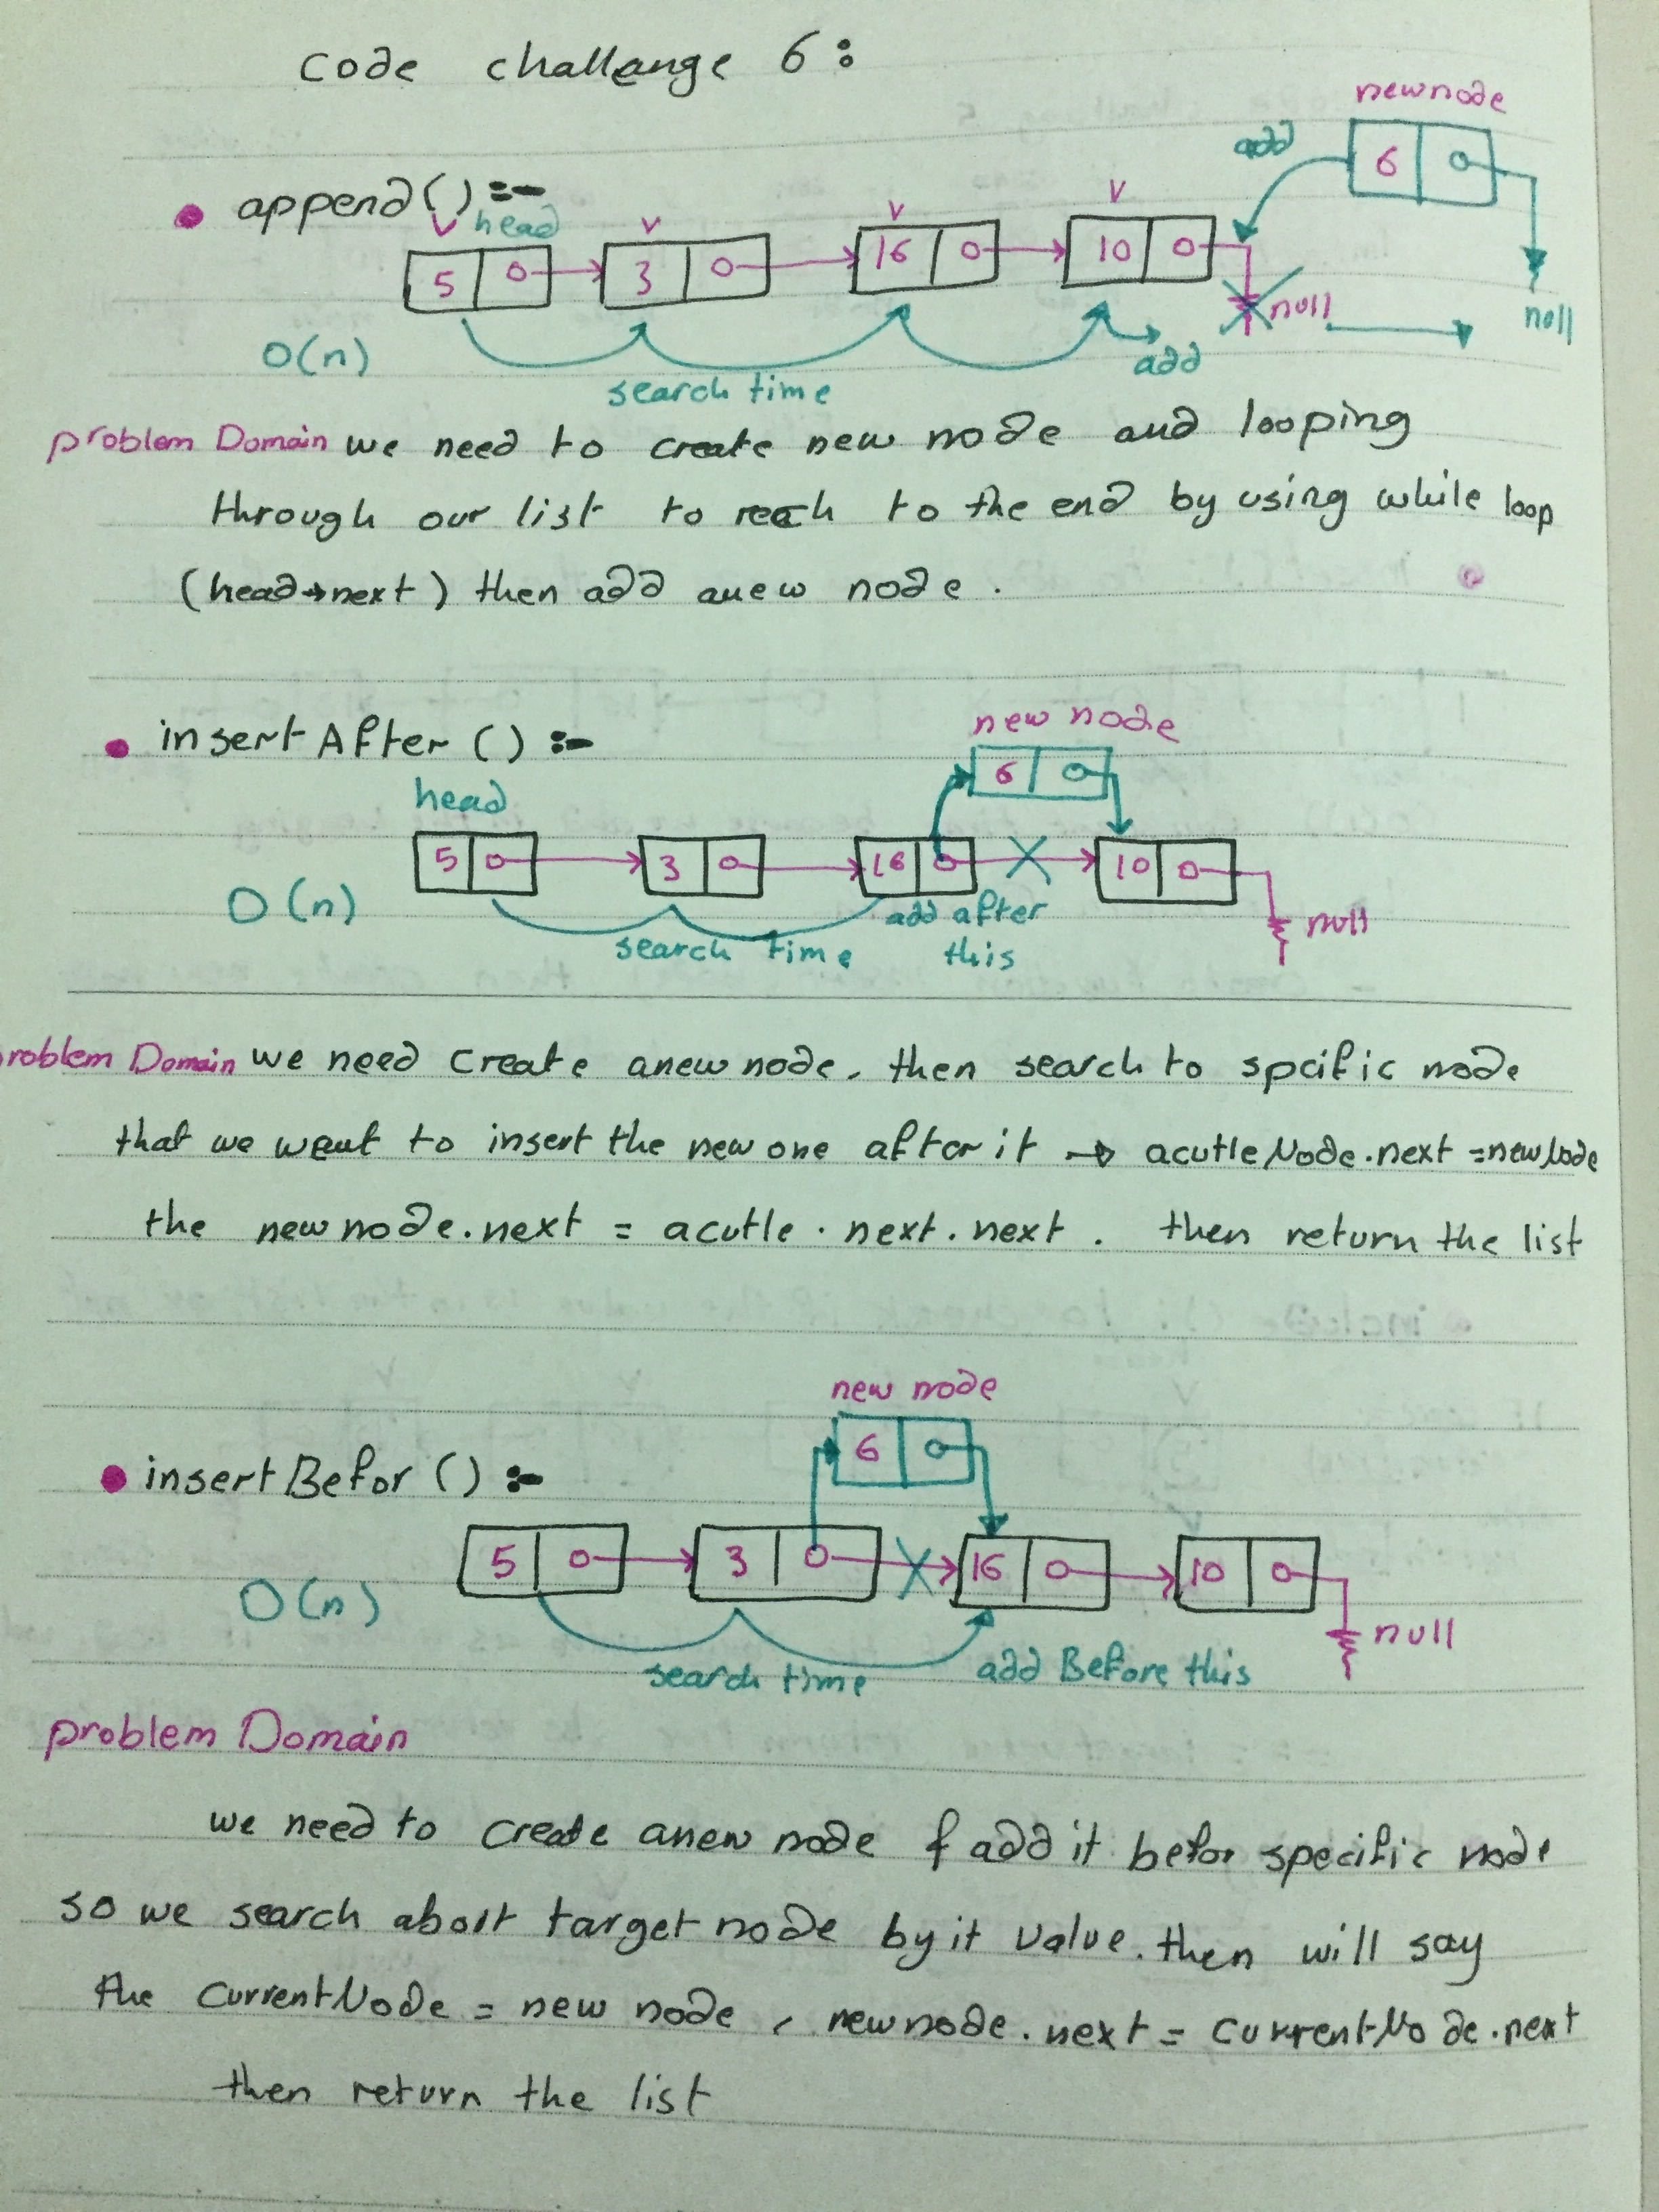 code challange 6:
newnode
add
6
• append() :-
head
5 3 16 10
null
null
O(n)
add
search time
problem Domain we need to create new node and looping
through our list to reach to the end by using while loop
(head→next) then add anew node.
• insertAfter() :-
new node
6
head
5 3 16 10
O(n)
add after
this
null
search time
roblem Domain we need create anewnode, then search to spcific node
that we want to insert the new one after it → acutleNode.next = newNode
the newnode.next = acutle.next.next. then return the list
new node
6
• insertBefor() :-
5 3 16 10
O(n)
null
search time
add Before this
problem Domain
we need to create anew node & add it befor specific node
so we search abou​t target node by it value. then will say
the currentNode = new node, newnode.next = currentNode.next
then return the list